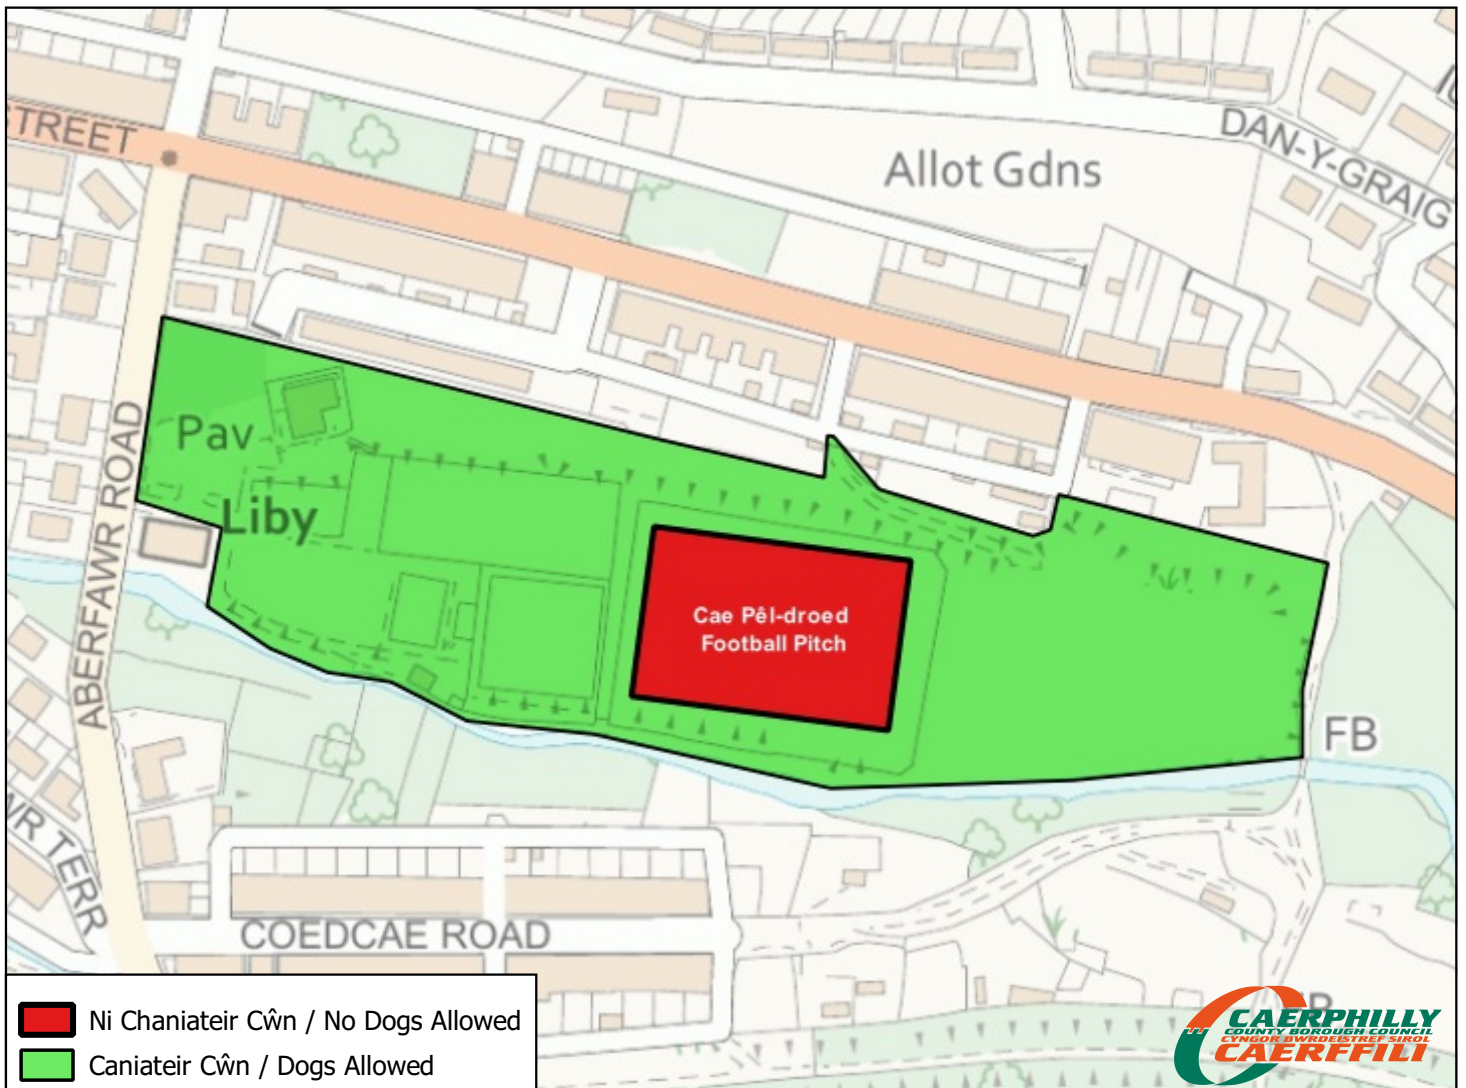 STREET
DAN-Y-GRAIG
Allot Gdns
ABERFAWR ROAD
Pav
Liby
Cae Pêl-droed
Football Pitch
FB
WR TERR
COEDCAE ROAD
Ni Chaniateir Cŵn / No Dogs Allowed
Caniateir Cŵn / Dogs Allowed
CAERPHILLY
COUNTY BOROUGH COUNCIL
CYNGOR BWRDEISTREF SIROL
CAERFFILI